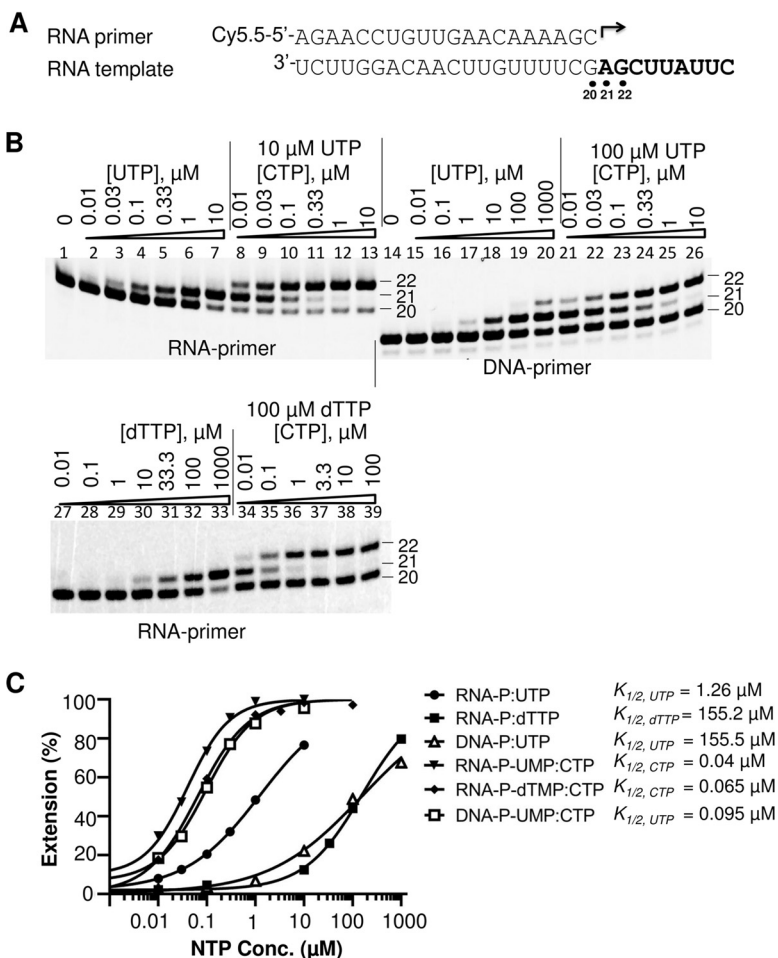 A
RNA primer Cy5.5-5'-AGAACCUGUUGAACAAAAGC
RNA template 3'-UCUUGGACAACUUGUUUUCGAGCUUAUUC
20 21 22
B
[UTP], µM
10 µM UTP
[CTP], µM
[UTP], µM
100 µM UTP
[CTP], µM
0 0.01 0.03 0.1 0.33 1 10 0.01 0.03 0.1 0.33 1 10 0 0.01 0.1 1 10 100 1000 0.01 0.03 0.1 0.33 1 10
1 2 3 4 5 6 7 8 9 10 11 12 13 14 15 16 17 18 19 20 21 22 23 24 25 26
22
21
20
22
21
20
RNA-primer
DNA-primer
[dTTP], µM
100 µM dTTP
[CTP], µM
0.01 0.1 1 10 33.3 100 1000 0.01 0.1 1 3.3 10 100
27 28 29 30 31 32 33 34 35 36 37 38 39
22
21
20
RNA-primer
C
Extension (%)
100
80
60
40
20
0
0.01 0.1 1 10 100 1000
NTP Conc. (µM)
RNA-P:UTP K1/2, UTP = 1.26 µM
RNA-P:dTTP K1/2, dTTP = 155.2 µM
DNA-P:UTP K1/2, UTP = 155.5 µM
RNA-P-UMP:CTP K1/2, CTP = 0.04 µM
RNA-P-dTMP:CTP K1/2, CTP = 0.065 µM
DNA-P-UMP:CTP K1/2, UTP = 0.095 µM